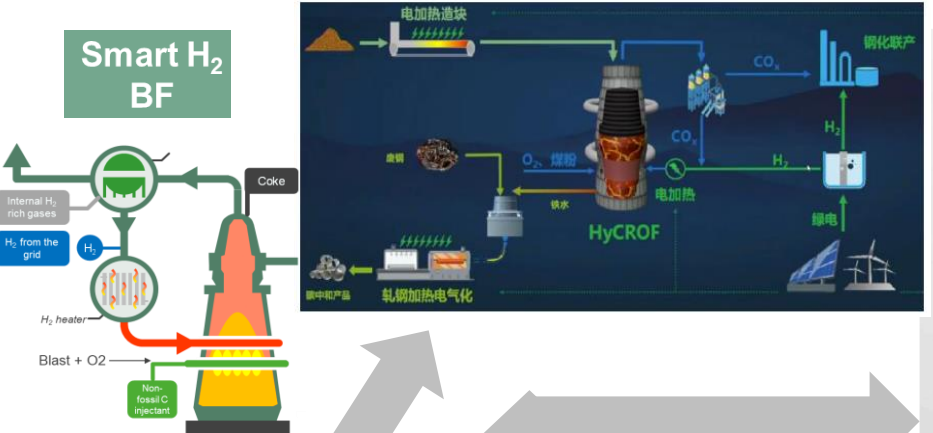 Smart H2
BF
Coke
Internal H2
rich gases
H2 from the
grid
H2
H2 heater
Blast + O2
Non-
fossil C
injectant
电加热造块
COx
钢化联产
废钢
O2、煤粉
COx
H2
H2
电加热
铁水
HyCROF
绿电
碳中和产品
轧钢加热电气化